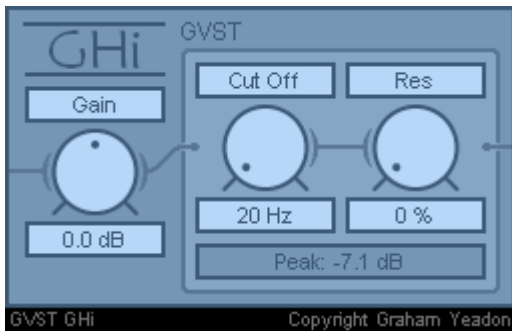 GHi
GVST
Gain
0.0 dB
Cut Off
Res
20 Hz
0 %
Peak: -7.1 dB
GVST GHi
Copyright Graham Yeadon